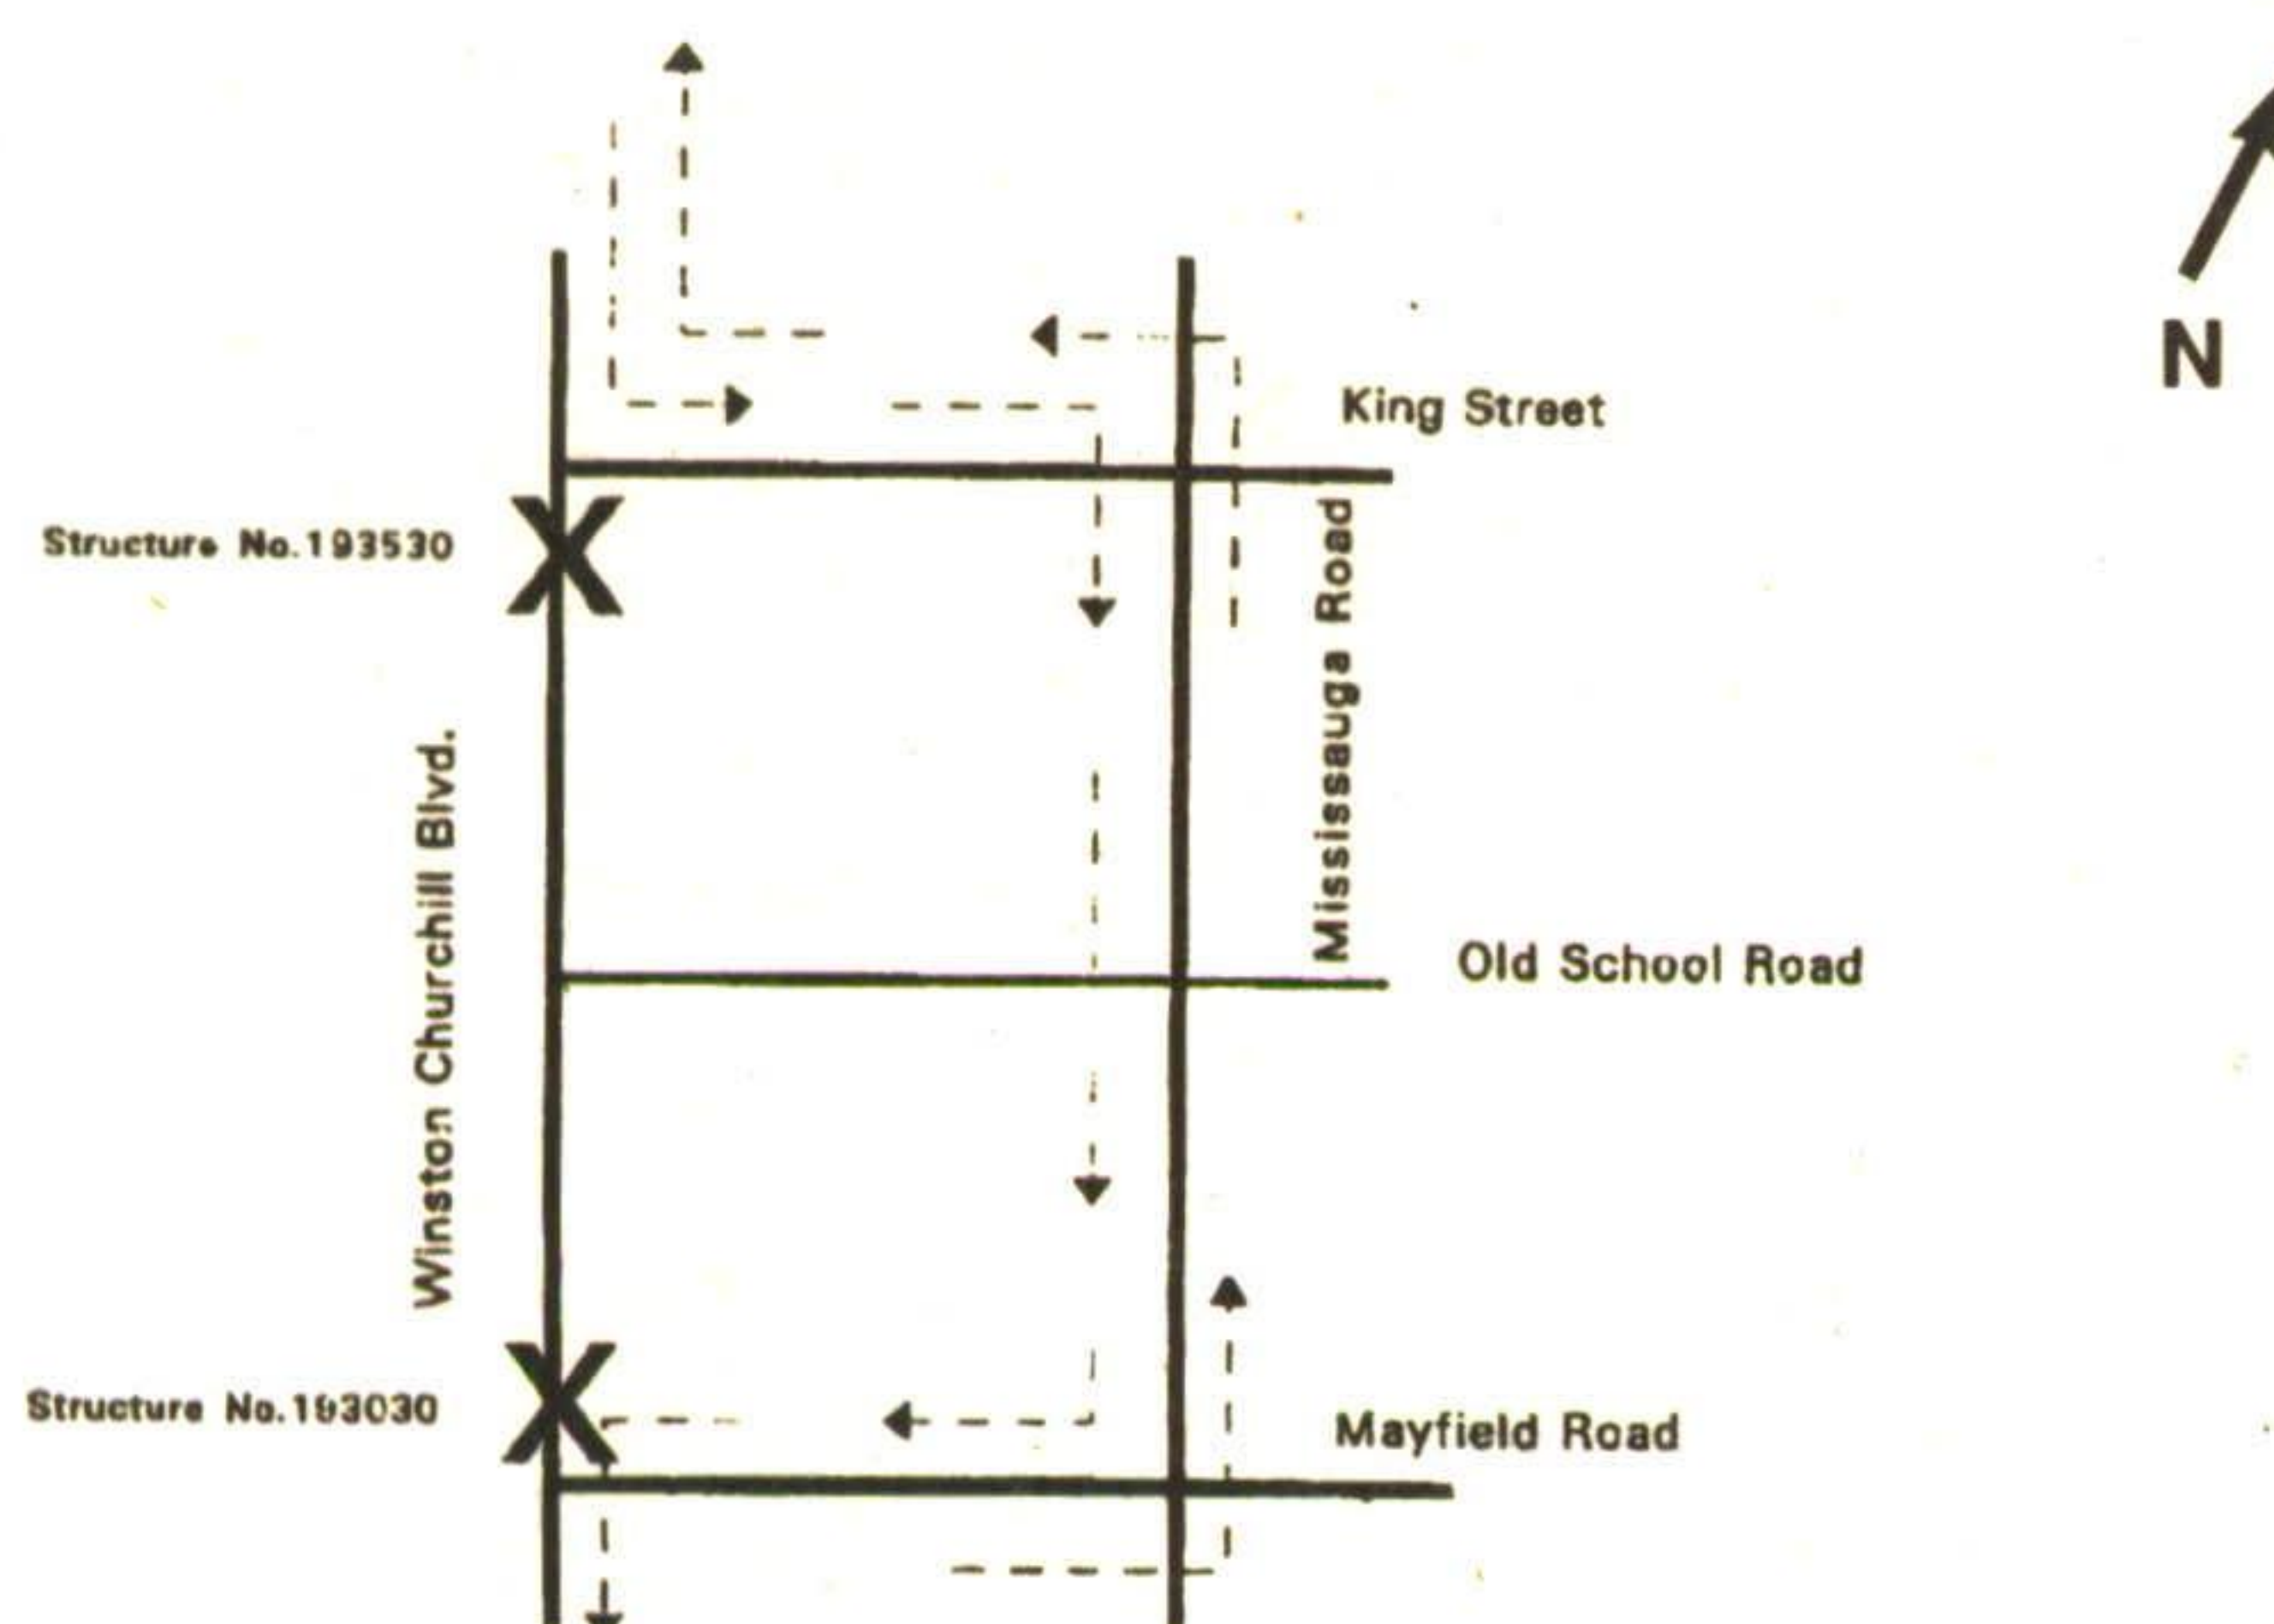 N
King Street
Structure No.193530
Mississauga Road
Winston Churchill Blvd.
Old School Road
Structure No.193030
Mayfield Road